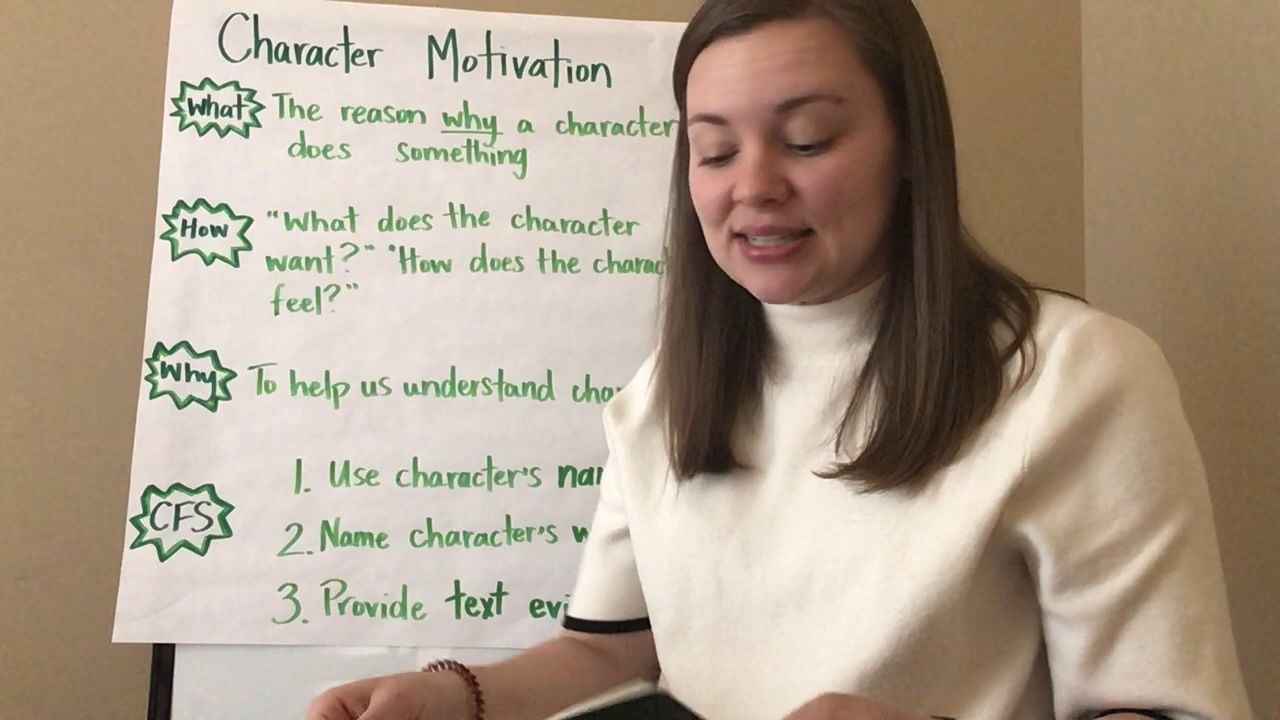 Character Motivation
What The reason why a character
does something
How "What does the character
want?" "How does the
feel?"
Why To help us understand
CFS
1. Use character's
2. Name character's
3. Provide text